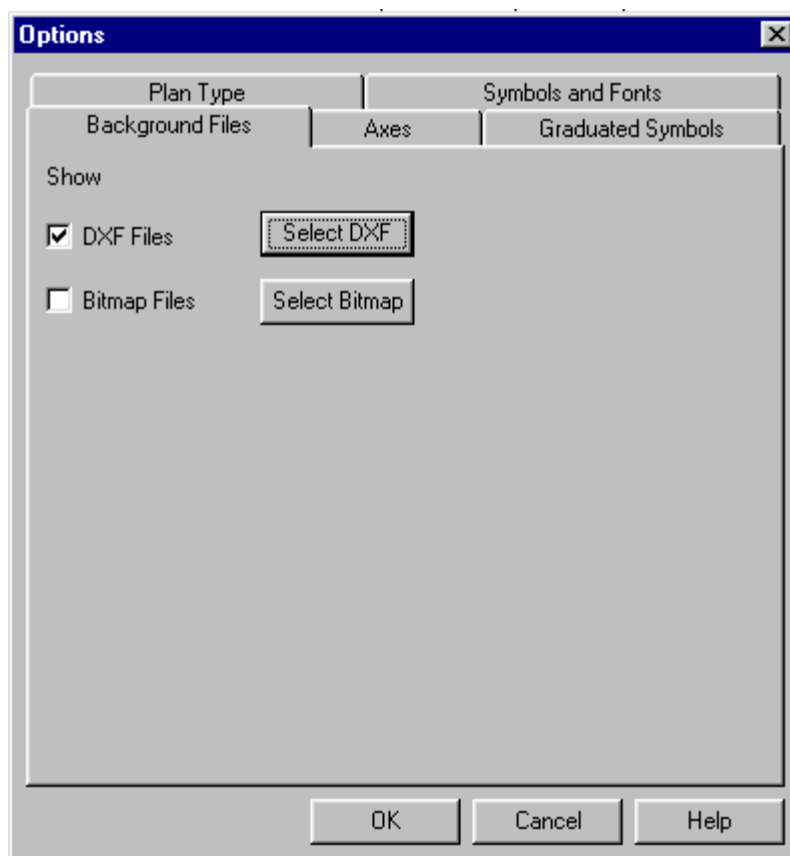 Options
Plan Type Symbols and Fonts
Background Files Axes Graduated Symbols
Show
DXF Files Select DXF
Bitmap Files Select Bitmap
OK Cancel Help